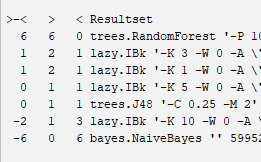 >-< > < Resultset
6 6 0 trees.RandomForest '-P 10
1 2 1 lazy.IBk '-K 3 -W 0 -A \"
1 2 1 lazy.IBk '-K 1 -W 0 -A \"
0 1 1 lazy.IBk '-K 5 -W 0 -A \"
0 1 1 trees.J48 '-C 0.25 -M 2'
-2 1 3 lazy.IBk '-K 10 -W 0 -A \
-6 0 6 bayes.NaiveBayes '' 59952